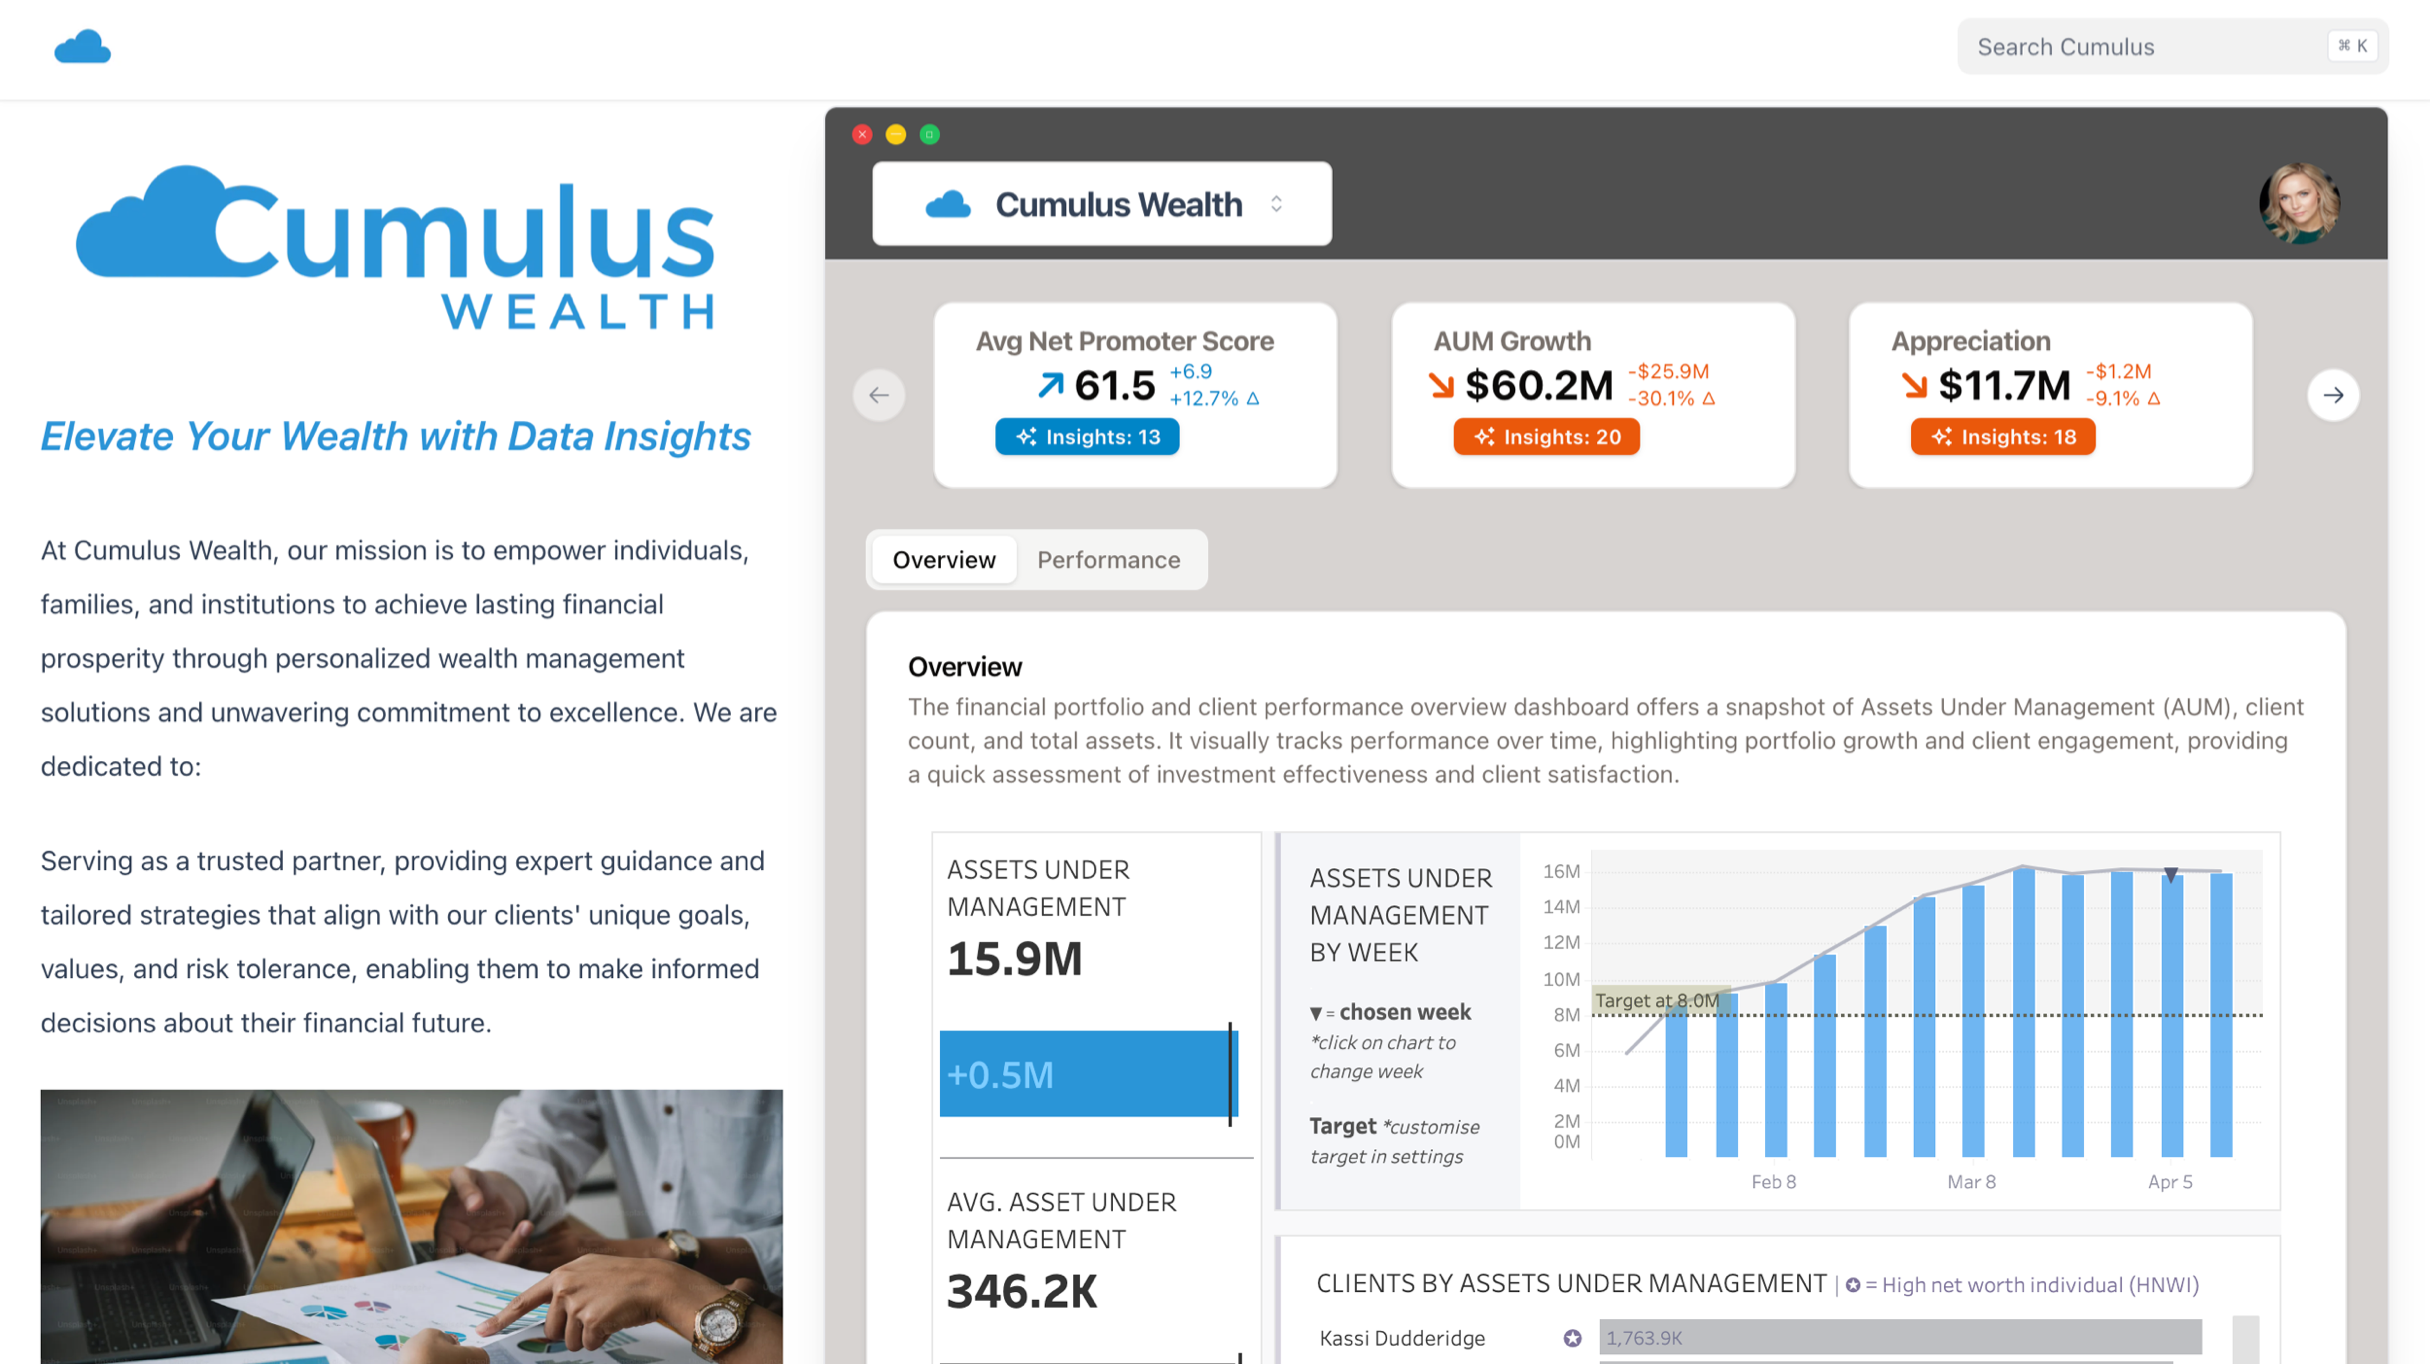 Search Cumulus
⌘ K
Cumulus
WEALTH
Elevate Your Wealth with Data Insights
At Cumulus Wealth, our mission is to empower individuals,
families, and institutions to achieve lasting financial
prosperity through personalized wealth management
solutions and unwavering commitment to excellence. We are
dedicated to:
Serving as a trusted partner, providing expert guidance and
tailored strategies that align with our clients' unique goals,
values, and risk tolerance, enabling them to make informed
decisions about their financial future.
Cumulus Wealth
Avg Net Promoter Score
61.5
+6.9
+12.7% △
Insights: 13
AUM Growth
$60.2M
-$25.9M
-30.1% △
Insights: 20
Appreciation
$11.7M
-$1.2M
-9.1% △
Insights: 18
Overview
Performance
Overview
The financial portfolio and client performance overview dashboard offers a snapshot of Assets Under Management (AUM), client
count, and total assets. It visually tracks performance over time, highlighting portfolio growth and client engagement, providing
a quick assessment of investment effectiveness and client satisfaction.
ASSETS UNDER
MANAGEMENT
15.9M
+0.5M
AVG. ASSET UNDER
MANAGEMENT
346.2K
ASSETS UNDER
MANAGEMENT
BY WEEK
▼ = chosen week
*click on chart to
change week
Target *customise
target in settings
16M
14M
12M
10M
8M
6M
4M
2M
0M
Target at 8.0M
Feb 8
Mar 8
Apr 5
CLIENTS BY ASSETS UNDER MANAGEMENT | ✪ = High net worth individual (HNWI)
Kassi Dudderidge
1,763.9K